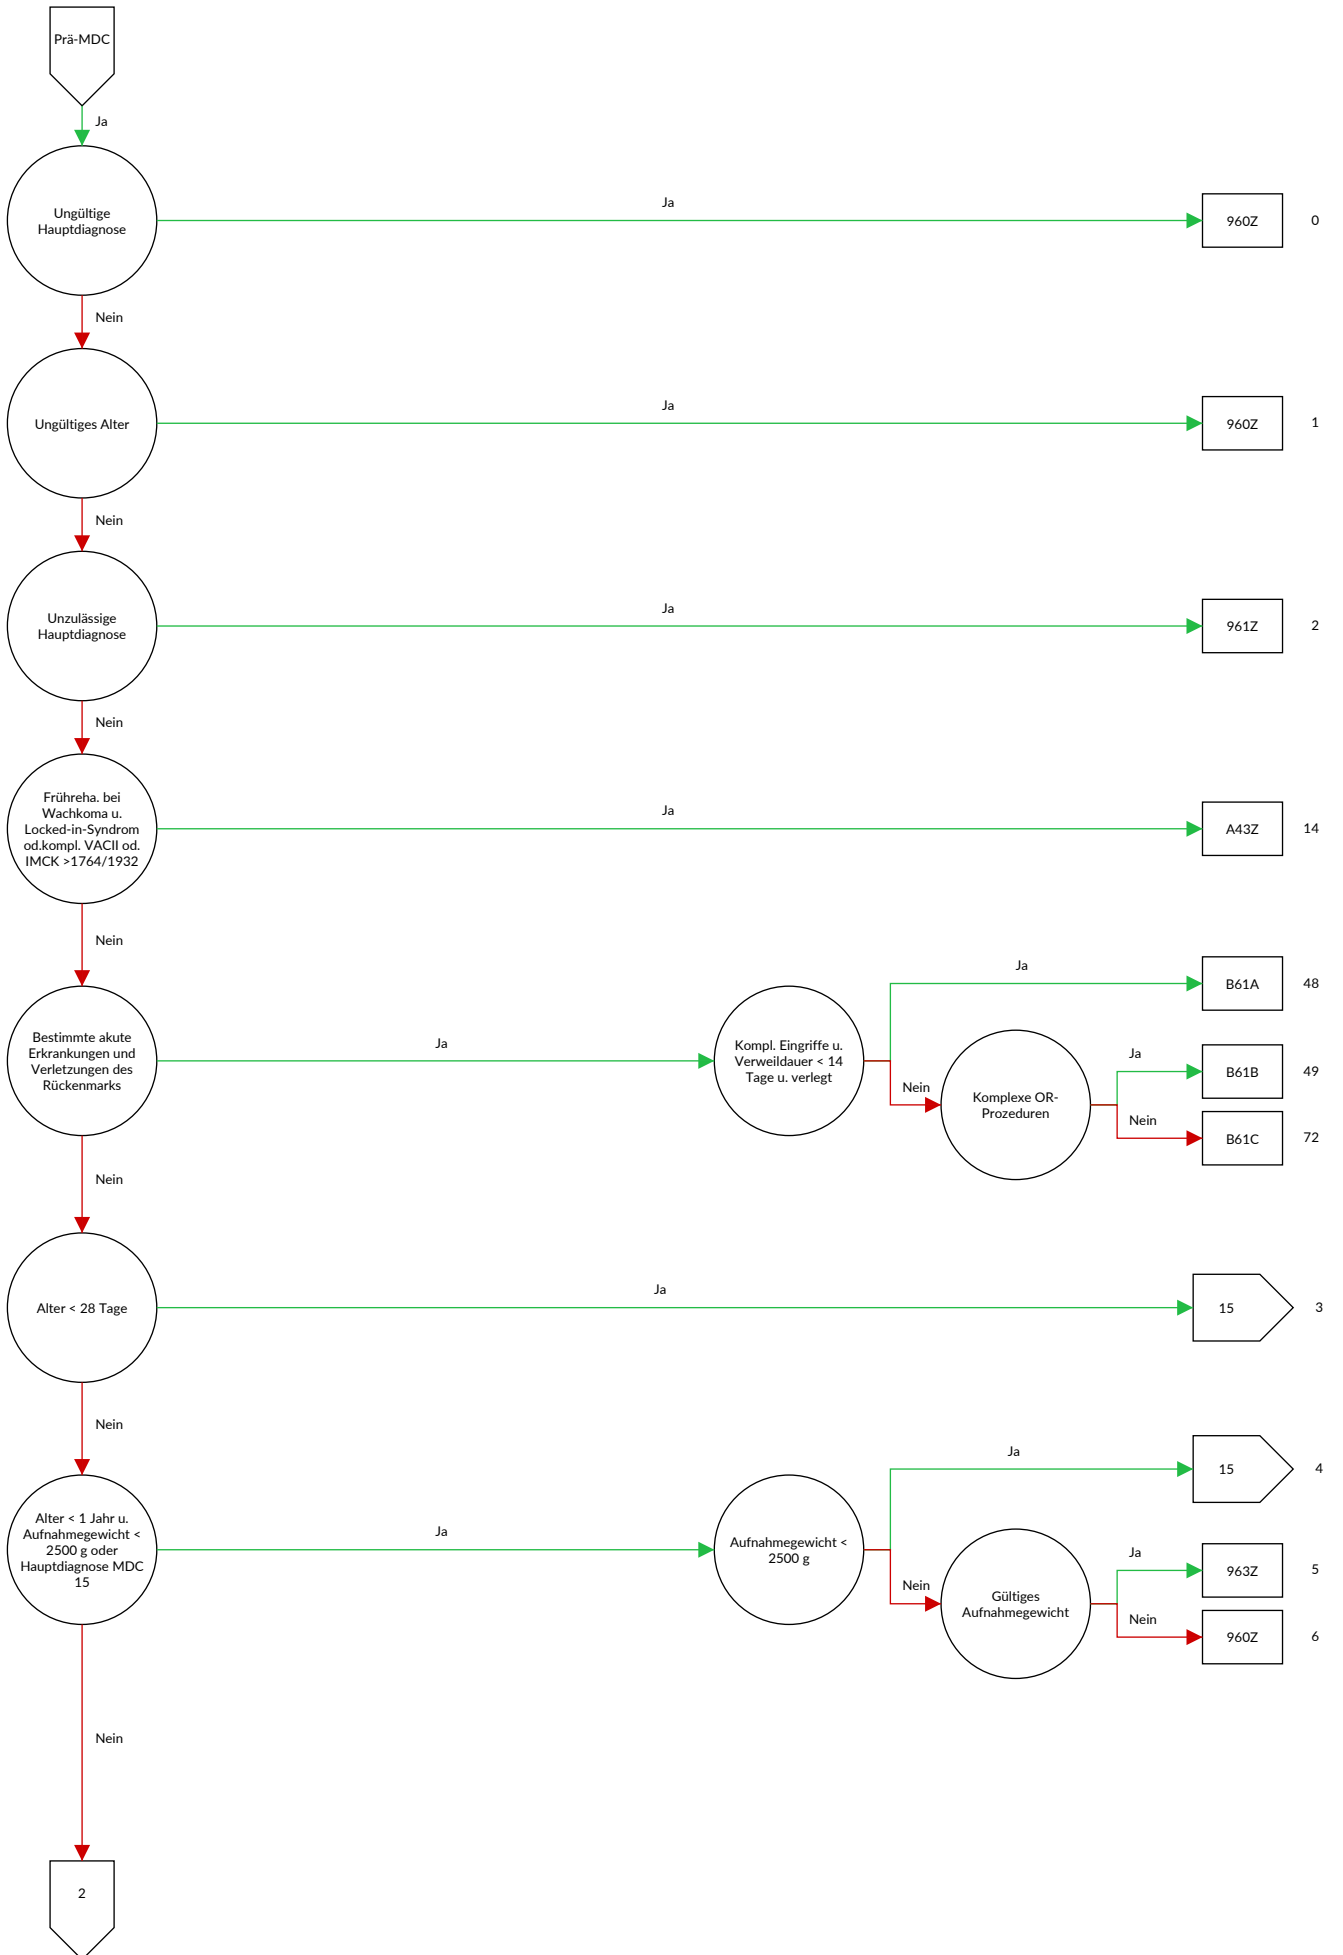 Prä-MDC
Ja
Ungültige
Hauptdiagnose
Ja
960Z
0
Nein
Ungültiges Alter
Ja
960Z
1
Nein
Unzulässige
Hauptdiagnose
Ja
961Z
2
Nein
Frühreha. bei
Wachkoma u.
Locked-in-Syndrom
od.kompl. VACII od.
IMCK >1764/1932
Ja
A43Z
14
Nein
Bestimmte akute
Erkrankungen und
Verletzungen des
Rückenmarks
Ja
Kompl. Eingriffe u.
Verweildauer < 14
Tage u. verlegt
Ja
B61A
48
Nein
Komplexe OR-
Prozeduren
Ja
B61B
49
Nein
B61C
72
Nein
Alter < 28 Tage
Ja
15
3
Nein
Alter < 1 Jahr u.
Aufnahmegewicht <
2500 g oder
Hauptdiagnose MDC
15
Ja
Aufnahmegewicht <
2500 g
Ja
15
4
Nein
Gültiges
Aufnahmegewicht
Ja
963Z
5
Nein
960Z
6
Nein
2